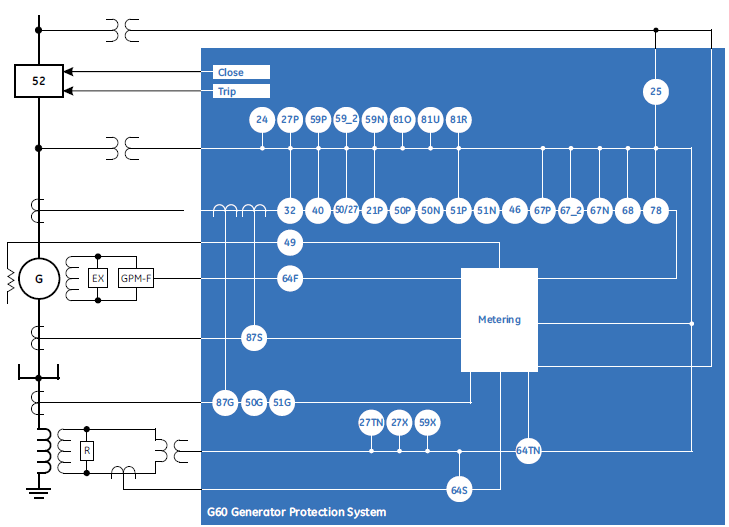 52
Close
Trip
25
24 27P 59P 59_2 59N 81O 81U 81R
32 40 50/27 21P 50P 50N 51P 51N 46 67P 67_2 67N 68 78
49
G EX GPM-F 64F
Metering
87S
87G 50G 51G
27TN 27X 59X
R 64TN
64S
G60 Generator Protection System